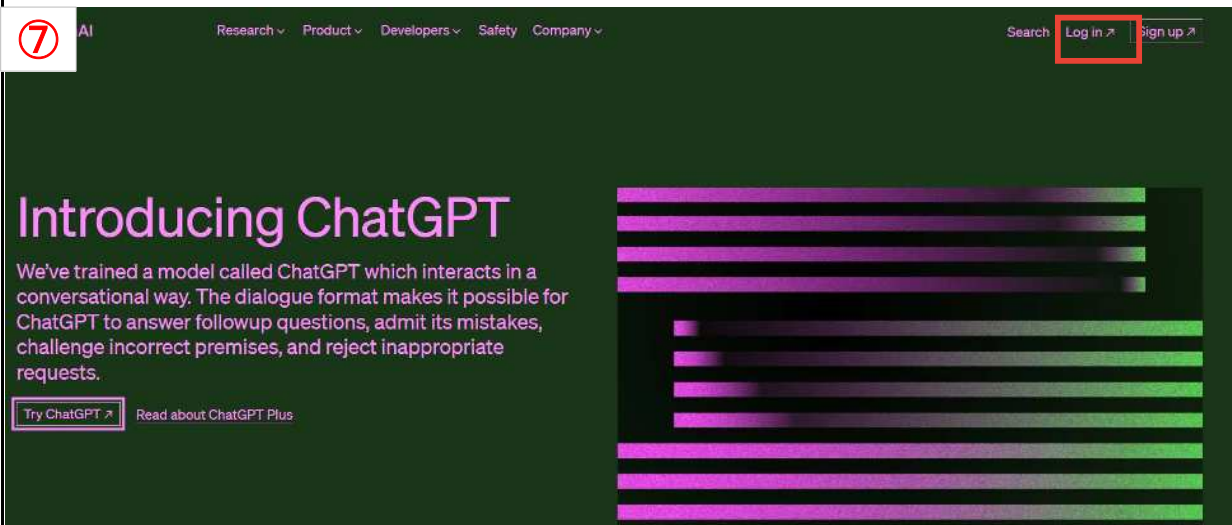 ⑦
AI
Research
Product
Developers
Safety
Company
Search
Log in ↗
Sign up ↗
Introducing ChatGPT
We've trained a model called ChatGPT which interacts in a
conversational way. The dialogue format makes it possible for
ChatGPT to answer followup questions, admit its mistakes,
challenge incorrect premises, and reject inappropriate
requests.
Try ChatGPT ↗
Read about ChatGPT Plus